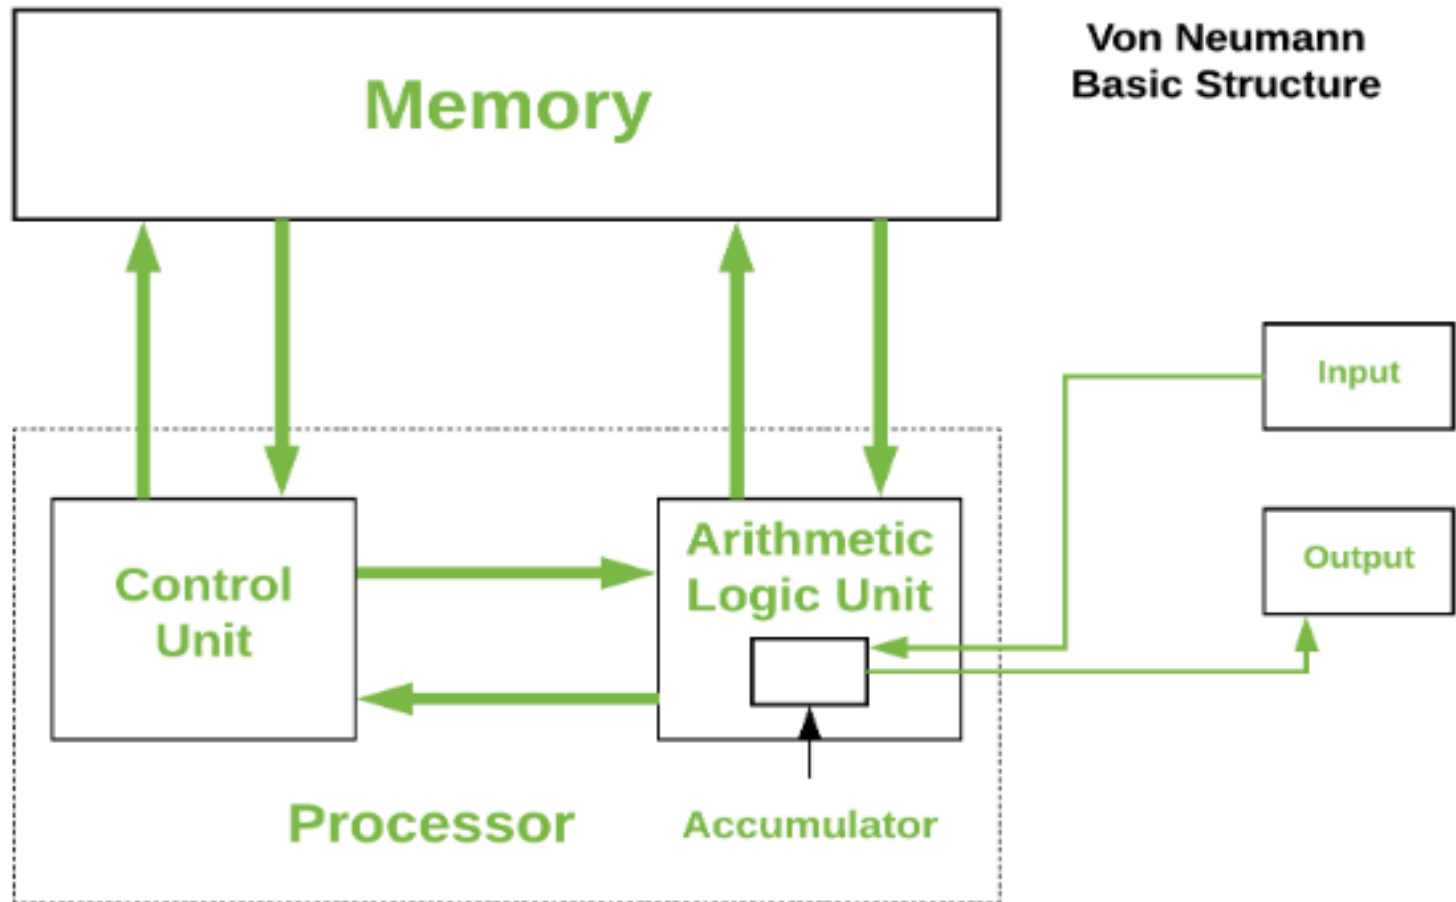 Von Neumann
Basic Structure
Memory
Input
Output
Control
Unit
Arithmetic
Logic Unit
Processor
Accumulator